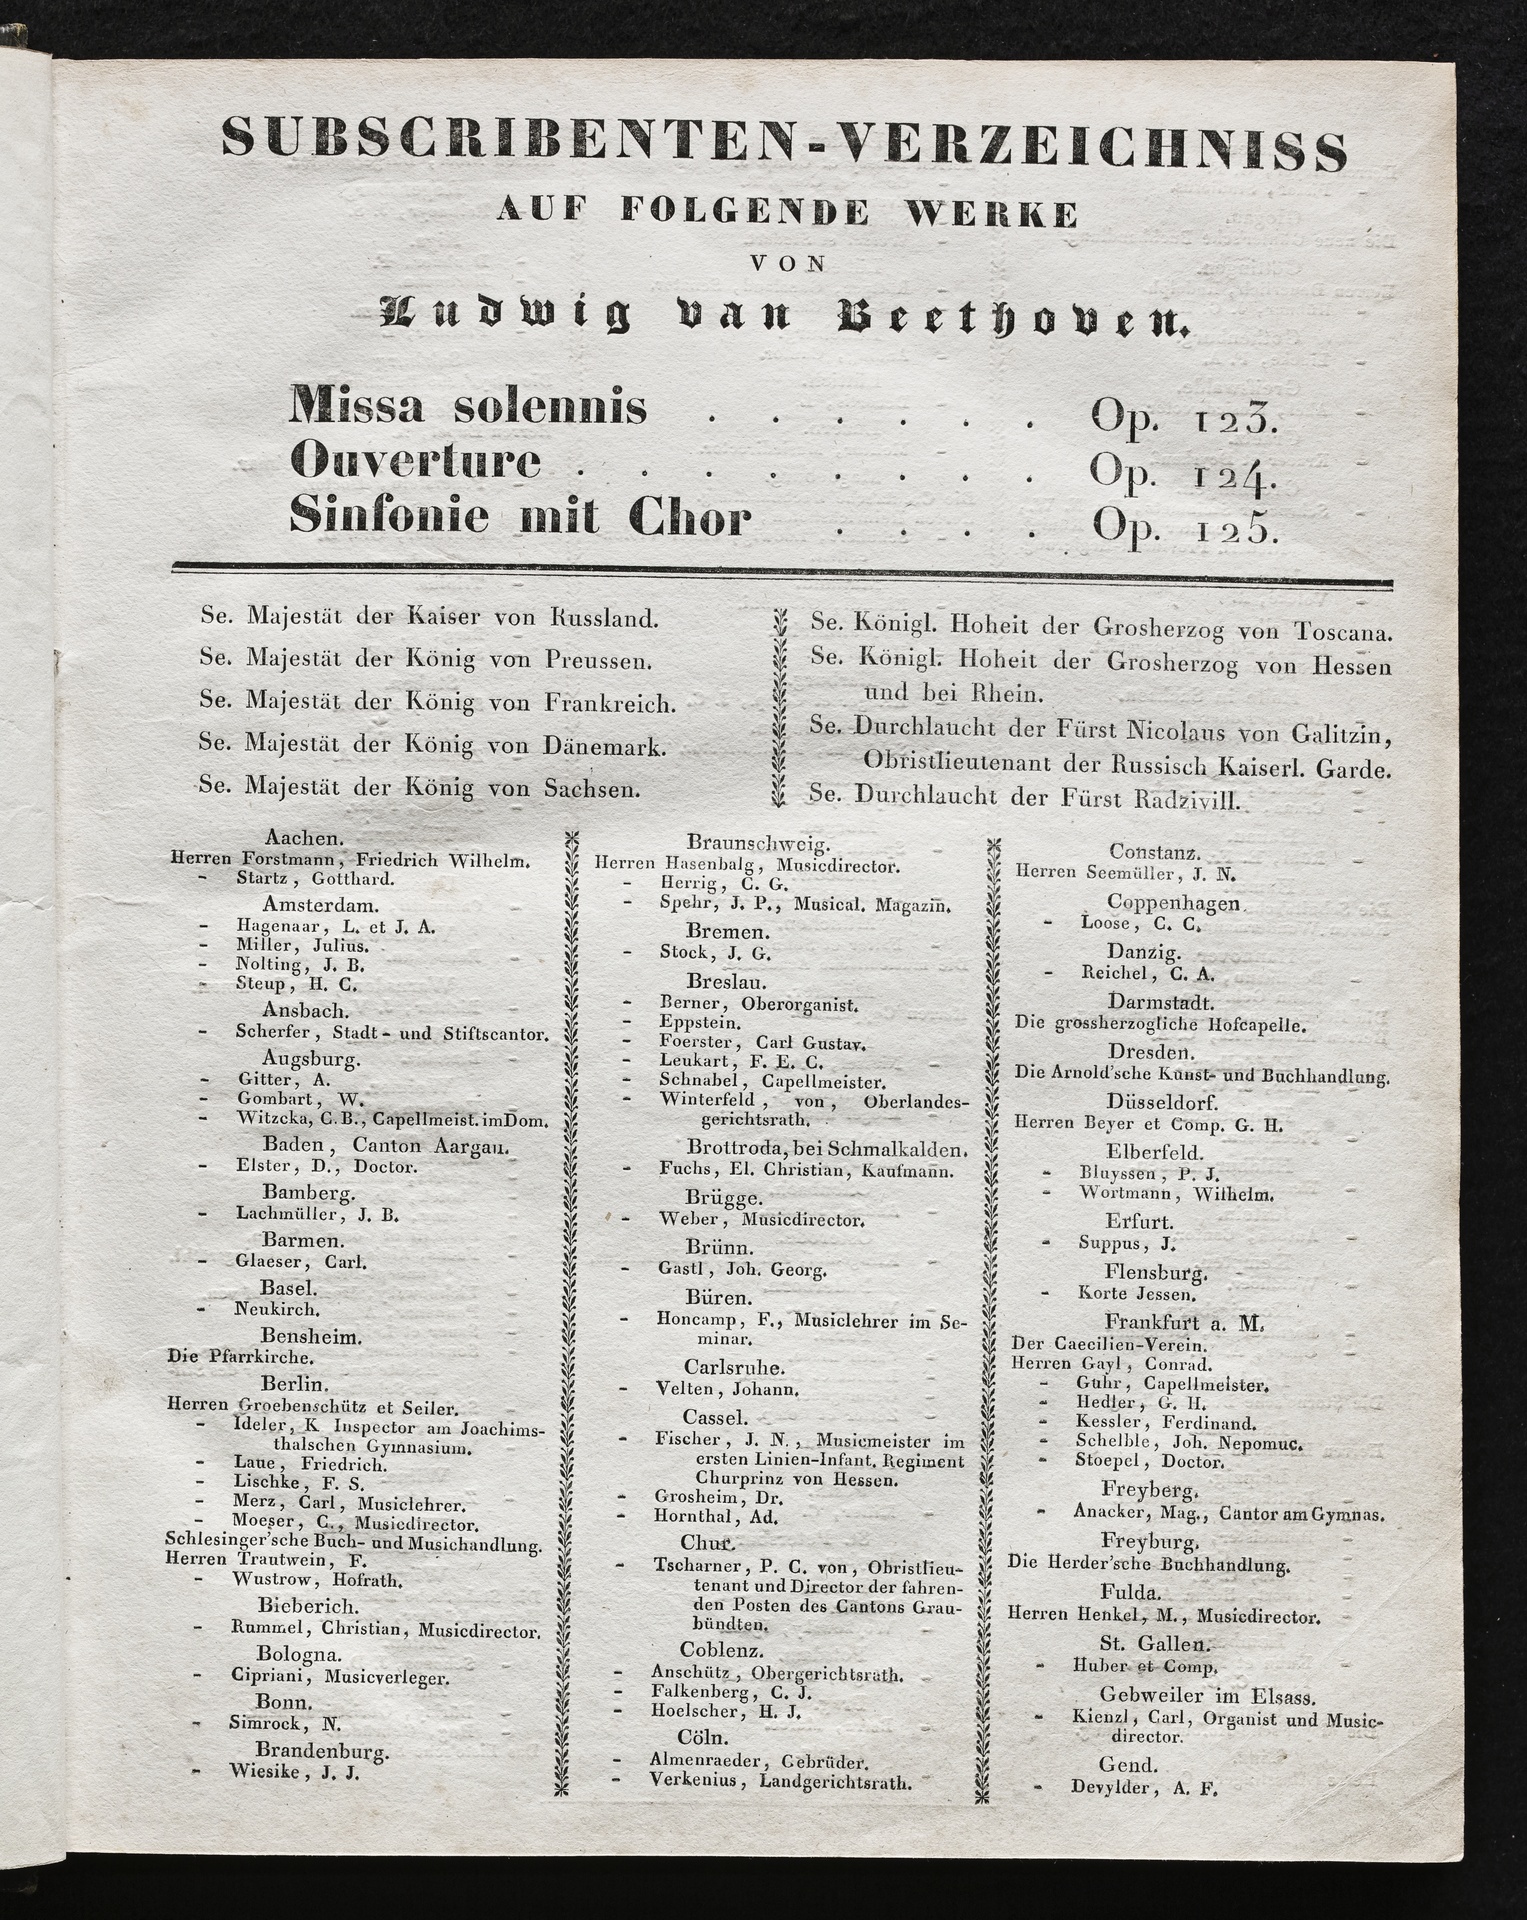 SUBSCRIBENTEN-VERZEICHNISS
AUF FOLGENDE WERKE
VON
Ludwig van Beethoven.
Missa solennis . . . . . . Op. 123.
Ouverture . . . . . . . . Op. 124.
Sinfonie mit Chor . . . . Op. 125.
Se. Majestät der Kaiser von Russland.
Se. Majestät der König von Preussen.
Se. Majestät der König von Frankreich.
Se. Majestät der König von Dänemark.
Se. Majestät der König von Sachsen.
Se. Königl. Hoheit der Grosherzog von Toscana.
Se. Königl. Hoheit der Grosherzog von Hessen
und bei Rhein.
Se. Durchlaucht der Fürst Nicolaus von Galitzin,
Obristlieutenant der Russisch Kaiserl. Garde.
Se. Durchlaucht der Fürst Radzivill.
Aachen.
Herren Forstmann, Friedrich Wilhelm.
- Startz, Gotthard.
Amsterdam.
- Hagenaar, L. et J. A.
- Miller, Julius.
- Nolting, J. B.
- Steup, H. C.
Ansbach.
- Scherfer, Stadt- und Stiftscantor.
Augsburg.
- Gitter, A.
- Gombart, W.
- Witzcka, C. B., Capellmeist. im Dom.
Baden, Canton Aargau.
- Elster, D., Doctor.
Bamberg.
- Lachmüller, J. B.
Barmen.
- Glaeser, Carl.
Basel.
- Neukirch.
Bensheim.
Die Pfarrkirche.
Berlin.
Herren Groebenschütz et Seiler.
- Ideler, K Inspector am Joachims-
thalschen Gymnasium.
- Laue, Friedrich.
- Lischke, F. S.
- Merz, Carl, Musiclehrer.
- Moeser, C., Musicdirector.
Schlesinger'sche Buch- und Musichandlung.
Herren Trautwein, F.
- Wustrow, Hofrath.
Bieberich.
- Rummel, Christian, Musicdirector.
Bologna.
- Cipriani, Musicverleger.
Bonn.
- Simrock, N.
Brandenburg.
- Wiesike, J. J.
Braunschweig.
Herren Hasenbalg, Musicdirector.
- Herrig, C. G.
- Spehr, J. P., Musical. Magazin.
Bremen.
- Stock, J. G.
Breslau.
- Berner, Oberorganist.
- Eppstein.
- Foerster, Carl Gustav.
- Leukart, F. E. C.
- Schnabel, Capellmeister.
- Winterfeld, von, Oberlandes-
gerichtsrath.
Brottroda, bei Schmalkalden.
- Fuchs, El. Christian, Kaufmann.
Brügge.
- Weber, Musicdirector.
Brünn.
- Gastl, Joh. Georg.
Büren.
- Honcamp, F., Musiclehrer im Se-
minar.
Carlsruhe.
- Velten, Johann.
Cassel.
- Fischer, J. N., Musicmeister im
ersten Linien-Infant. Regiment
Churprinz von Hessen.
- Grosheim, Dr.
- Hornthal, Ad.
Chur.
- Tscharner, P. C. von, Obristlieu-
tenant und Director der fahren-
den Posten des Cantons Grau-
bündten.
Coblenz.
- Anschütz, Obergerichtsrath.
- Falkenberg, C. J.
- Hoelscher, H. J.
Cöln.
- Almenraeder, Gebrüder.
- Verkenius, Landgerichtsrath.
Constanz.
Herren Seemüller, J. N.
Coppenhagen.
- Loose, C. C.
Danzig.
- Reichel, C. A.
Darmstadt.
Die grossherzogliche Hofcapelle.
Dresden.
Die Arnold'sche Kunst- und Buchhandlung.
Düsseldorf.
Herren Beyer et Comp. G. H.
Elberfeld.
- Bluyssen, P. J.
- Wortmann, Wilhelm.
Erfurt.
- Suppus, J.
Flensburg.
- Korte Jessen.
Frankfurt a. M.
Der Caecilien-Verein.
Herren Gayl, Conrad.
- Guhr, Capellmeister.
- Hedler, G. H.
- Kessler, Ferdinand.
- Schelble, Joh. Nepomuc.
- Stoepel, Doctor.
Freyberg.
- Anacker, Mag., Cantor am Gymnas.
Freyburg.
Die Herder'sche Buchhandlung.
Fulda.
Herren Henkel, M., Musicdirector.
St. Gallen.
- Huber et Comp.
Gebweiler im Elsass.
- Kienzl, Carl, Organist und Music-
director.
Gend.
- Devylder, A. F.